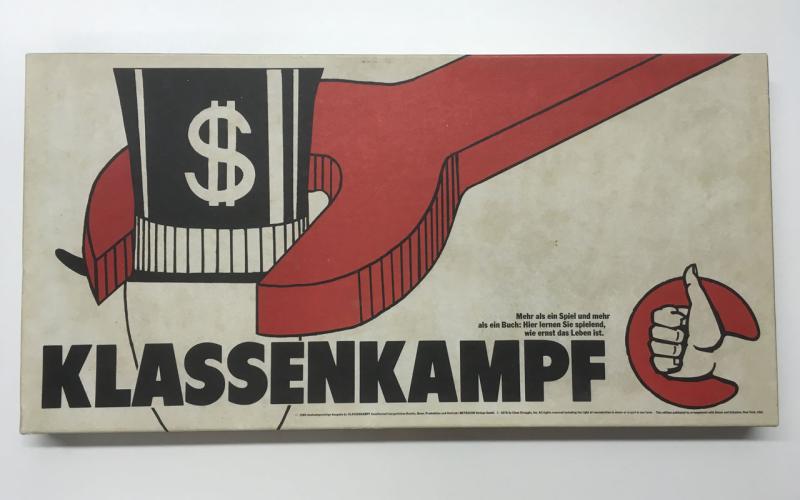 $
Mehr als ein Spiel und mehr
als ein Buch: Hier lernen Sie spielend,
wie ernst das Leben ist.
KLASSENKAMPF